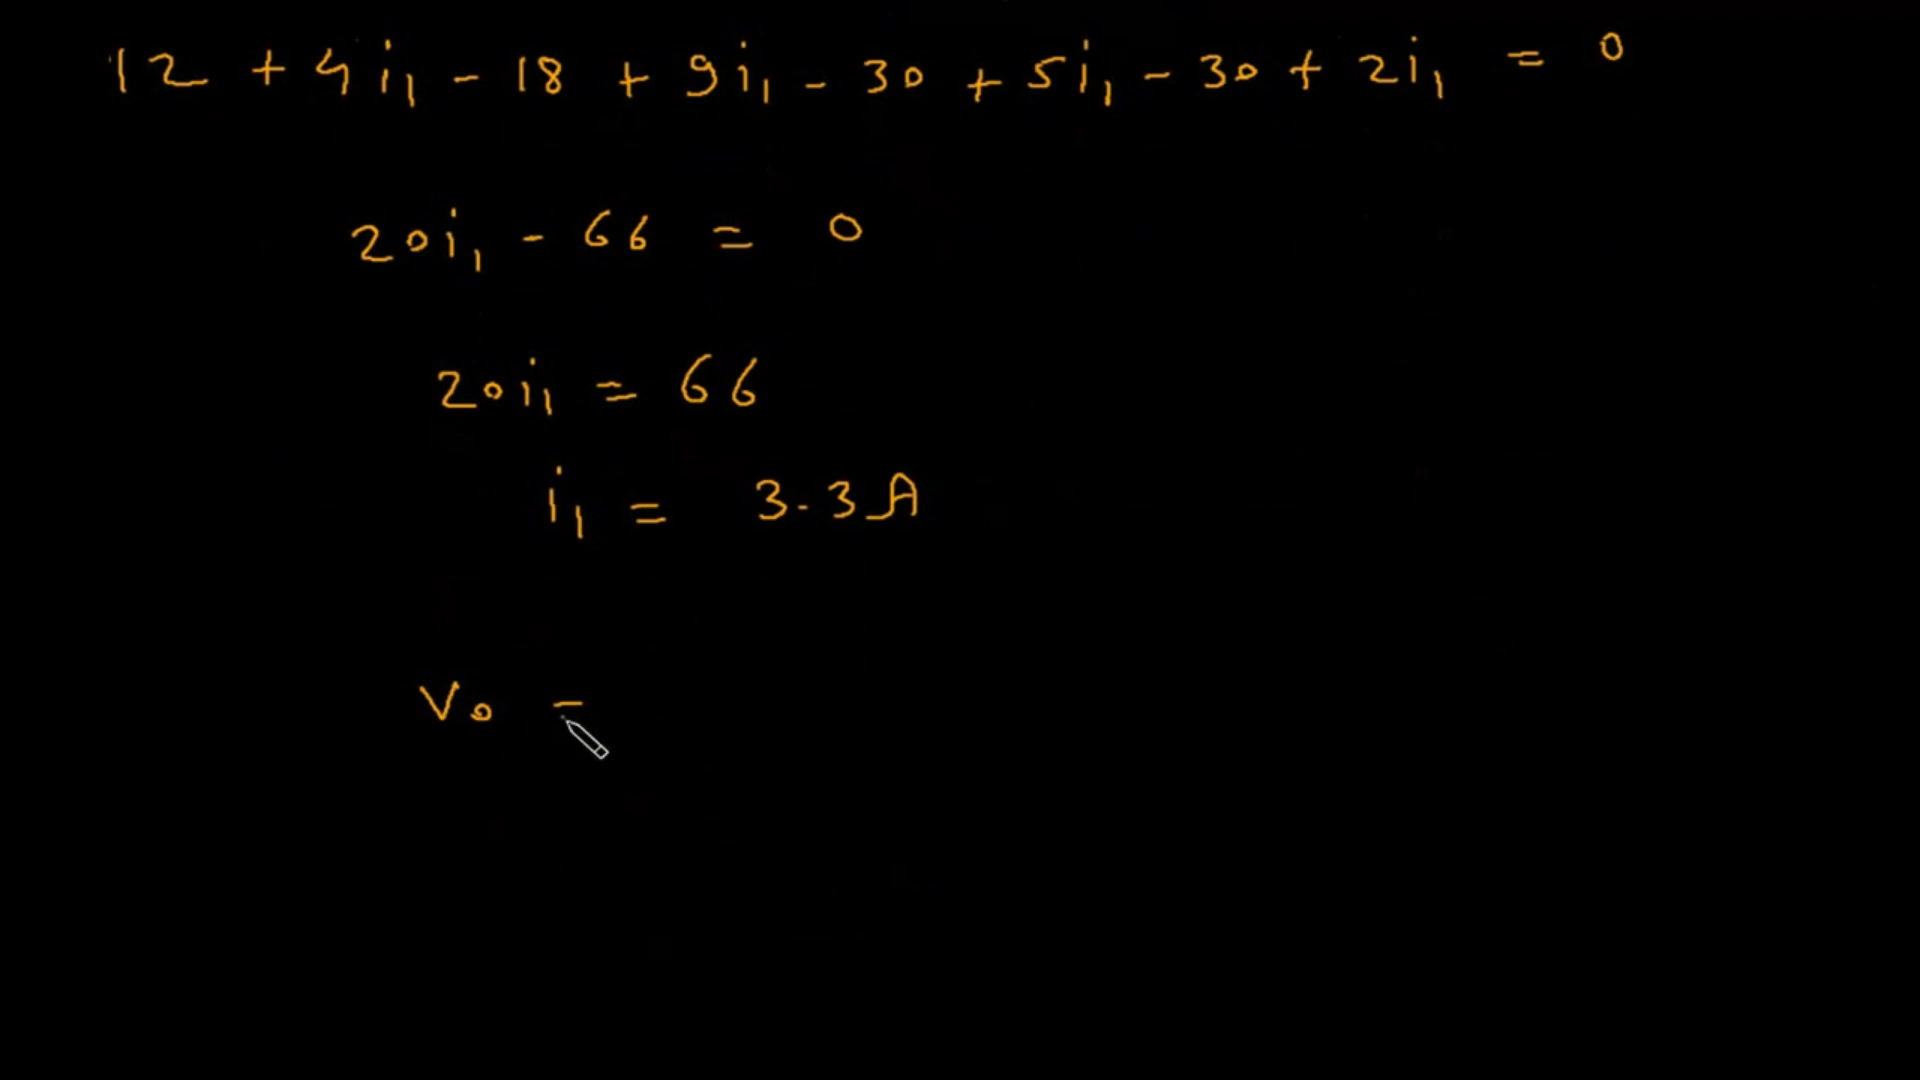 12 + 4i₁ - 18 + 9i₁ - 30 + 5i₁ - 30 + 2i₁ = 0
20i₁ - 66 = 0
20i₁ = 66
i₁ = 3.3A
V₀ -